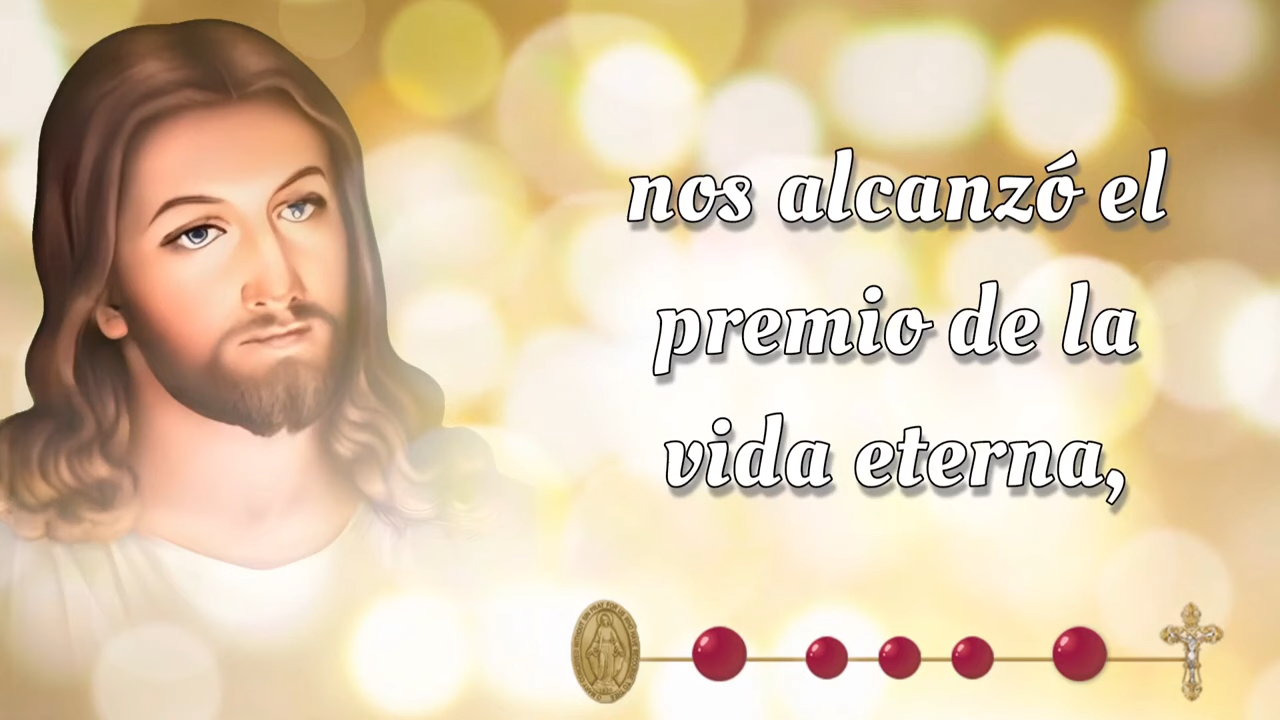 nos alcanzó el
premio de la
vida eterna,